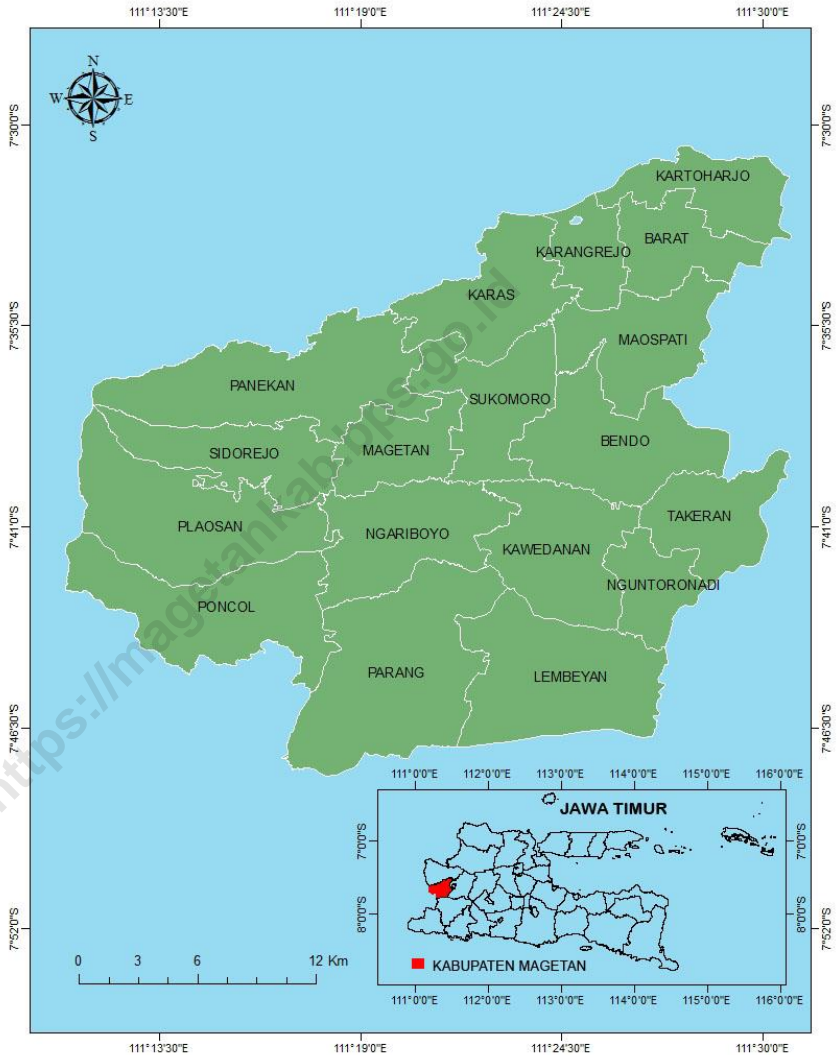 111°13'30"E 111°19'0"E 111°24'30"E 111°30'0"E
N
W E
S
7°30'0"S 7°30'0"S
KARTOHARJO
BARAT
KARANGREJO
KARAS
7°35'30"S 7°35'30"S
MAOSPATI
PANEKAN
SUKOMORO
BENDO
SIDOREJO
MAGETAN
TAKERAN
PLAOSAN
7°41'0"S 7°41'0"S
NGARIBOYO
KAWEDANAN
NGUNTORONADI
PONCOL
PARANG
LEMBEYAN
7°46'30"S 7°46'30"S
https://magetankab.bps.go.id
111°0'0"E 112°0'0"E 113°0'0"E 114°0'0"E 115°0'0"E 116°0'0"E
JAWA TIMUR
7°0'0"S 7°0'0"S
8°0'0"S 8°0'0"S
7°52'0"S 7°52'0"S
0 3 6 12 Km
KABUPATEN MAGETAN
111°0'0"E 112°0'0"E 113°0'0"E 114°0'0"E 115°0'0"E 116°0'0"E
111°13'30"E 111°19'0"E 111°24'30"E 111°30'0"E